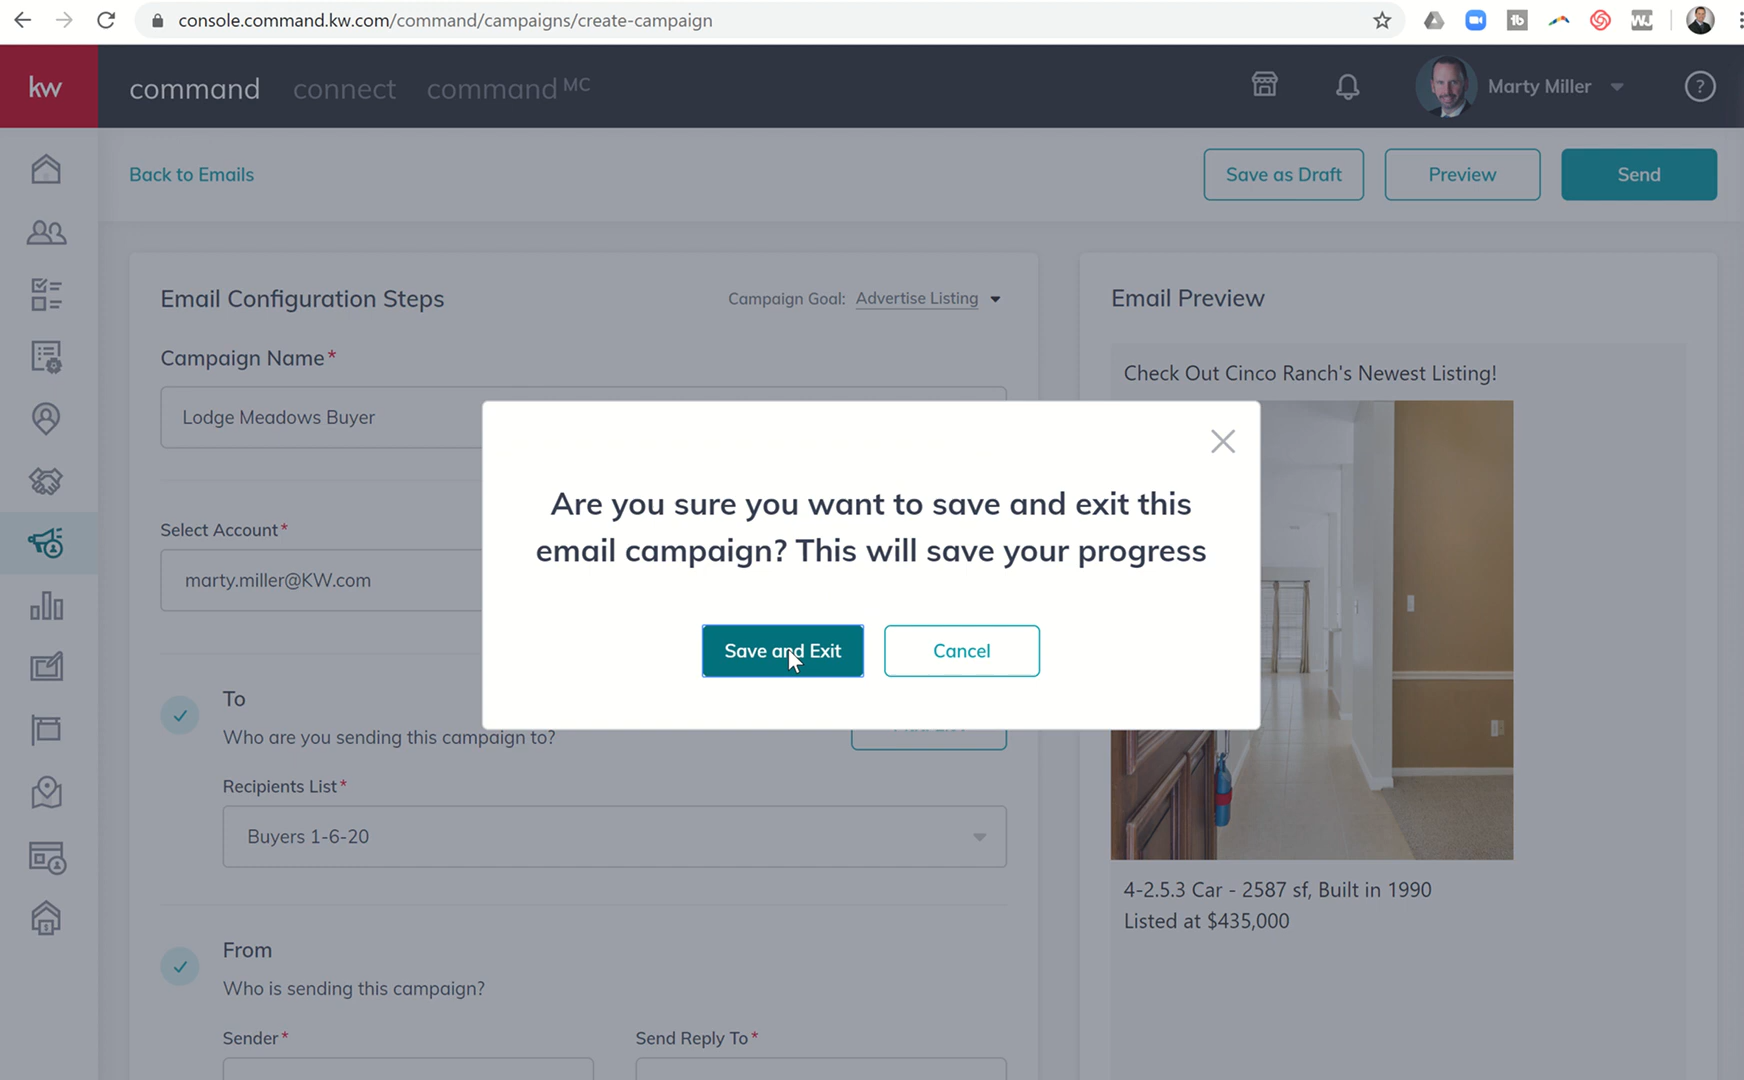 console.command.kw.com/command/campaigns/create-campaign
kw
command
connect
command MC
Marty Miller
Back to Emails
Save as Draft
Preview
Send
Email Configuration Steps
Campaign Goal: Advertise Listing
Campaign Name*
Lodge Meadows Buyer
Select Account*
marty.miller@KW.com
To
Who are you sending this campaign to?
Recipients List*
Buyers 1-6-20
From
Who is sending this campaign?
Sender*
Send Reply To*
Are you sure you want to save and exit this
email campaign? This will save your progress
Save and Exit
Cancel
Email Preview
Check Out Cinco Ranch's Newest Listing!
4-2.5.3 Car - 2587 sf, Built in 1990
Listed at $435,000